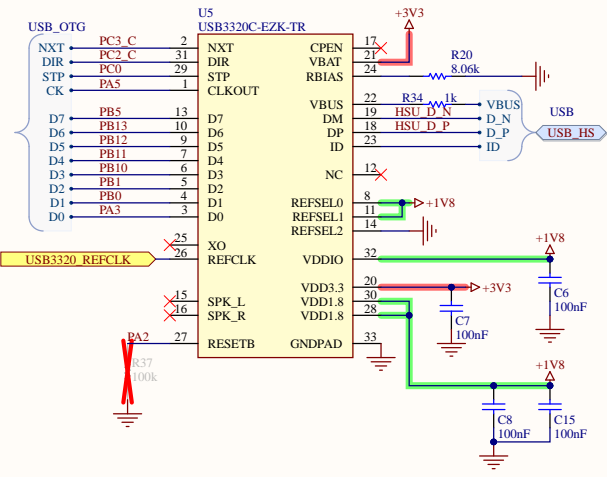 U5
USB3320C-EZK-TR
+3V3
USB_OTG
NXT PC3_C 2 NXT CPEN 17
DIR PC2_C 31 DIR VBAT 21
STP PC0 29 STP RBIAS 24 R20 8.06k
CK PA5 1 CLKOUT
VBUS 22 R34 1k VBUS USB
D7 PB5 13 D7 DM 19 HSU_D_N D_N
D6 PB13 10 D6 DP 18 HSU_D_P D_P USB_HS
D5 PB12 9 D5 ID 23 ID
D4 PB11 7 D4 NC 12
D3 PB10 6 D3
D2 PB1 5 D2
D1 PB0 4 D1 REFSEL0 8 +1V8
D0 PA3 3 D0 REFSEL1 11
REFSEL2 14
25 XO
USB3320_REFCLK 26 REFCLK VDDIO 32 +1V8
C6
100nF
VDD3.3 20 +3V3
15 SPK_L VDD1.8 30
16 SPK_R VDD1.8 28
C7
100nF
PA2 27 RESETB GNDPAD 33
R37
100k
+1V8
C8 C15
100nF 100nF